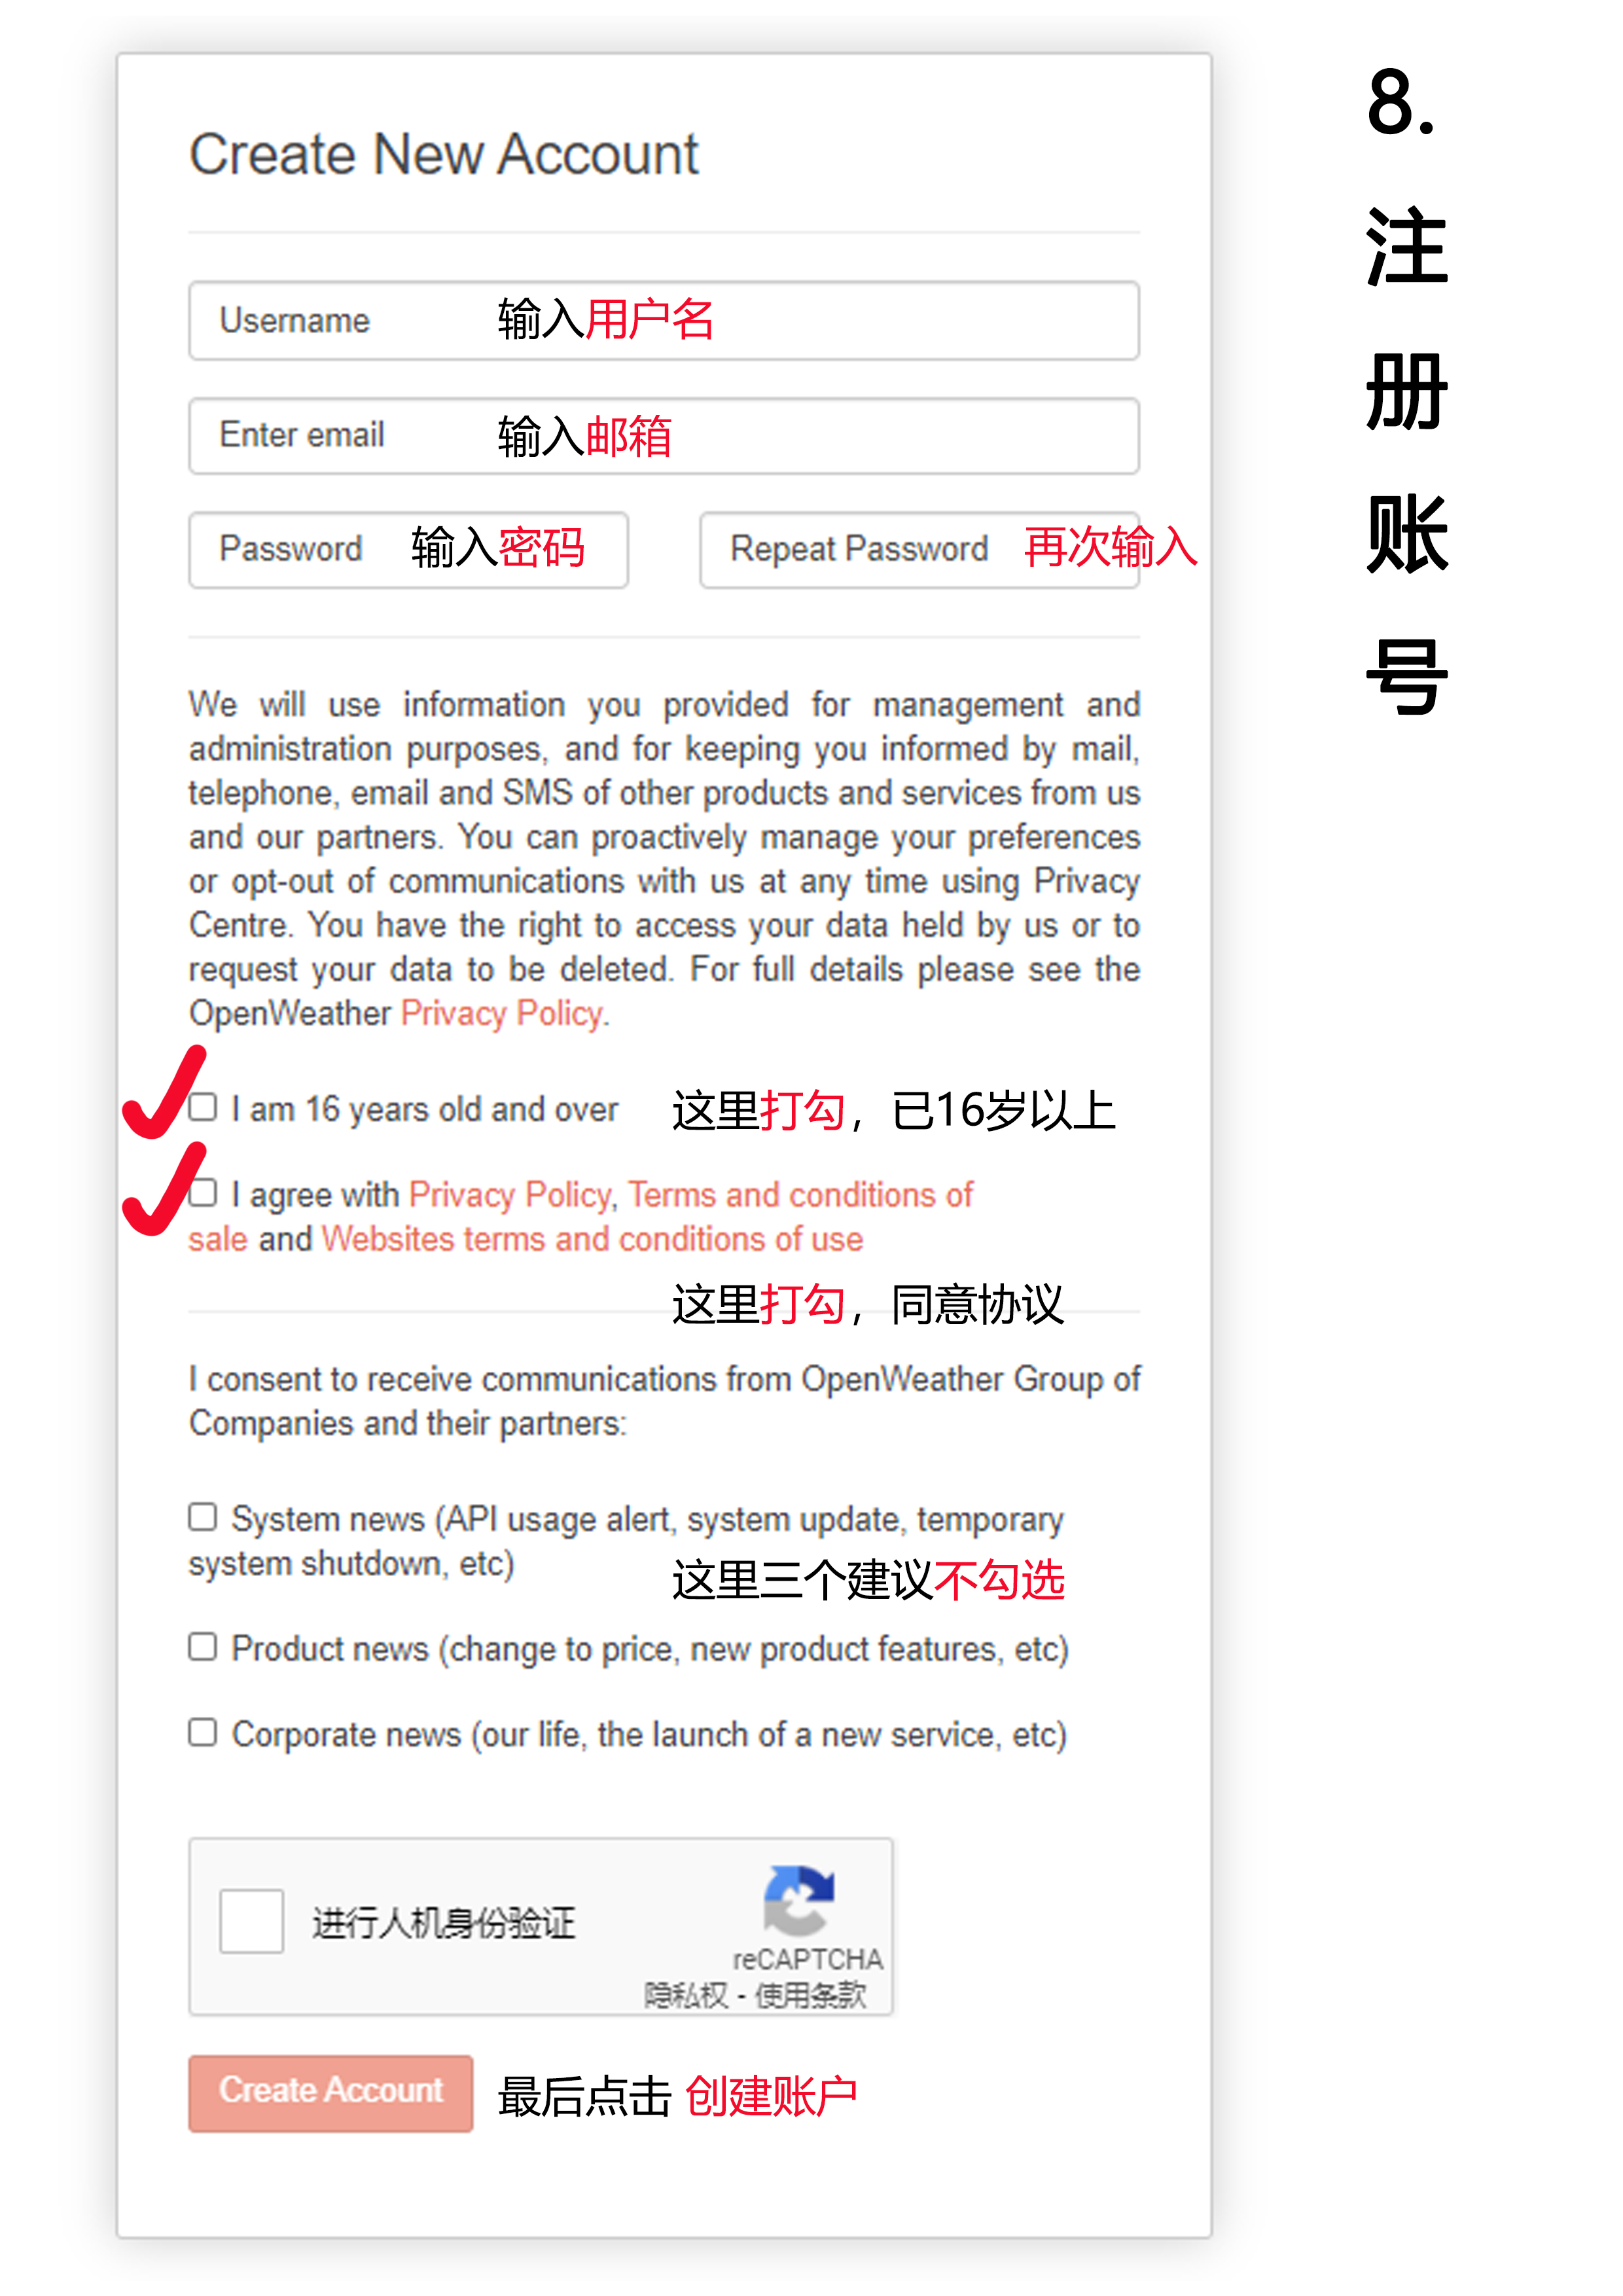 Create New Account
Username 输入用户名
Enter email 输入邮箱
Password 输入密码 Repeat Password 再次输入
We will use information you provided for management and
administration purposes, and for keeping you informed by mail,
telephone, email and SMS of other products and services from us
and our partners. You can proactively manage your preferences
or opt-out of communications with us at any time using Privacy
Centre. You have the right to access your data held by us or to
request your data to be deleted. For full details please see the
OpenWeather Privacy Policy.
I am 16 years old and over 这里打勾，已16岁以上
I agree with Privacy Policy, Terms and conditions of
sale and Websites terms and conditions of use
这里打勾，同意协议
I consent to receive communications from OpenWeather Group of
Companies and their partners:
System news (API usage alert, system update, temporary
system shutdown, etc)
这里三个建议不勾选
Product news (change to price, new product features, etc)
Corporate news (our life, the launch of a new service, etc)
进行人机身份验证
reCAPTCHA
隐私权 - 使用条款
Create Account 最后点击 创建账户
8.
注
册
账
号